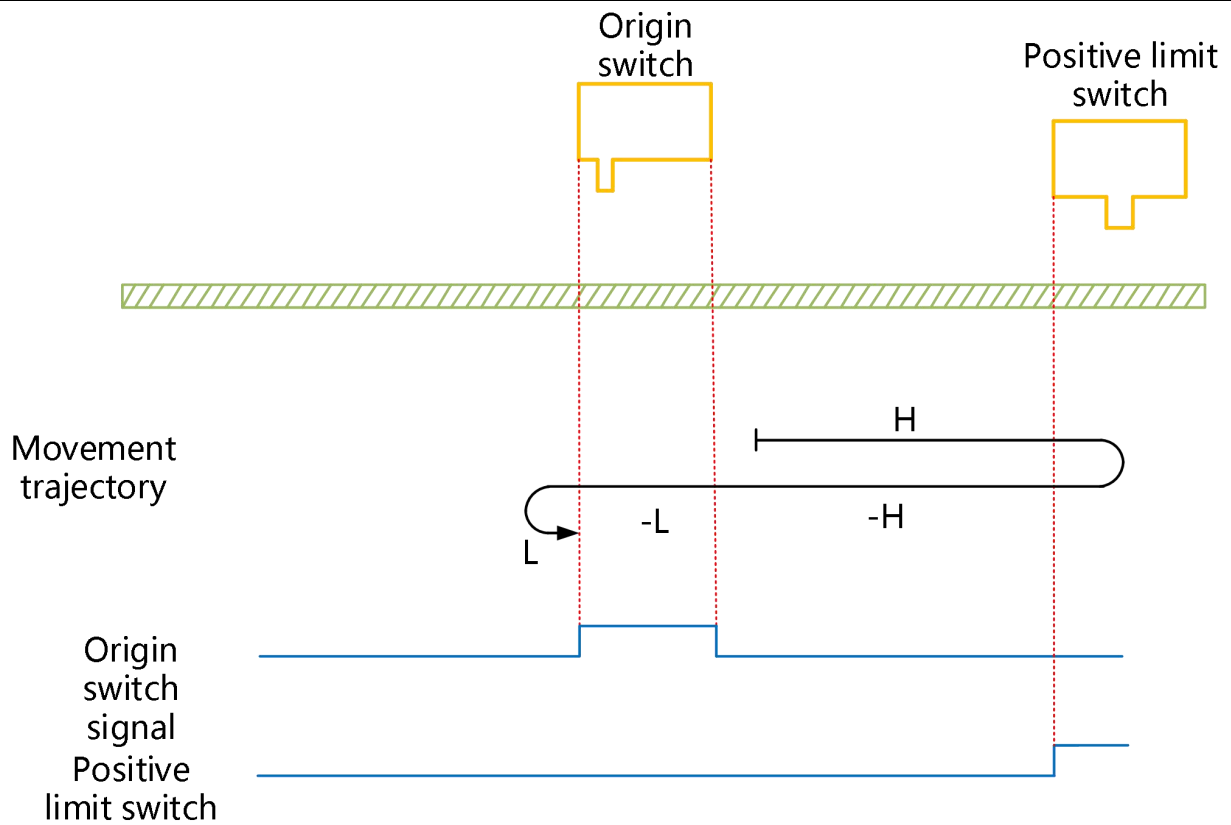 Origin
switch
Positive limit
switch
H
Movement
trajectory
-L
-H
L
Origin
switch
signal
Positive
limit switch